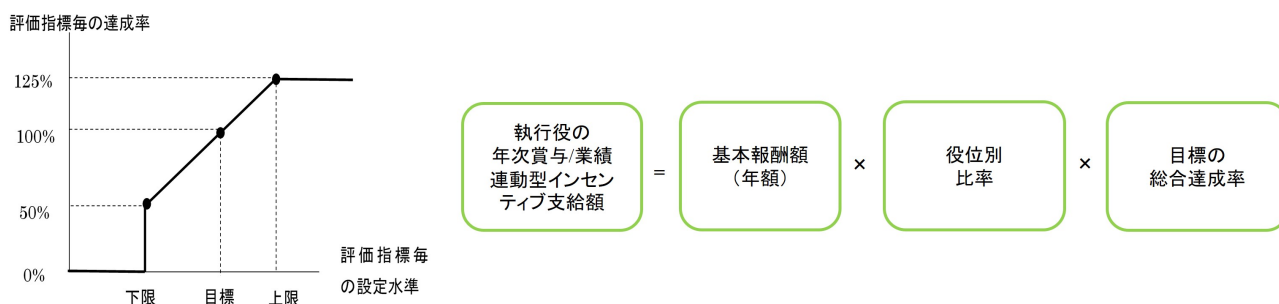 評価指標毎の達成率
125%
100%
50%
0%
下限
目標
上限
評価指標毎
の設定水準
執行役の
年次賞与/業績
連動型インセン
ティブ支給額
=
基本報酬額
（年額）
×
役位別
比率
×
目標の
総合達成率